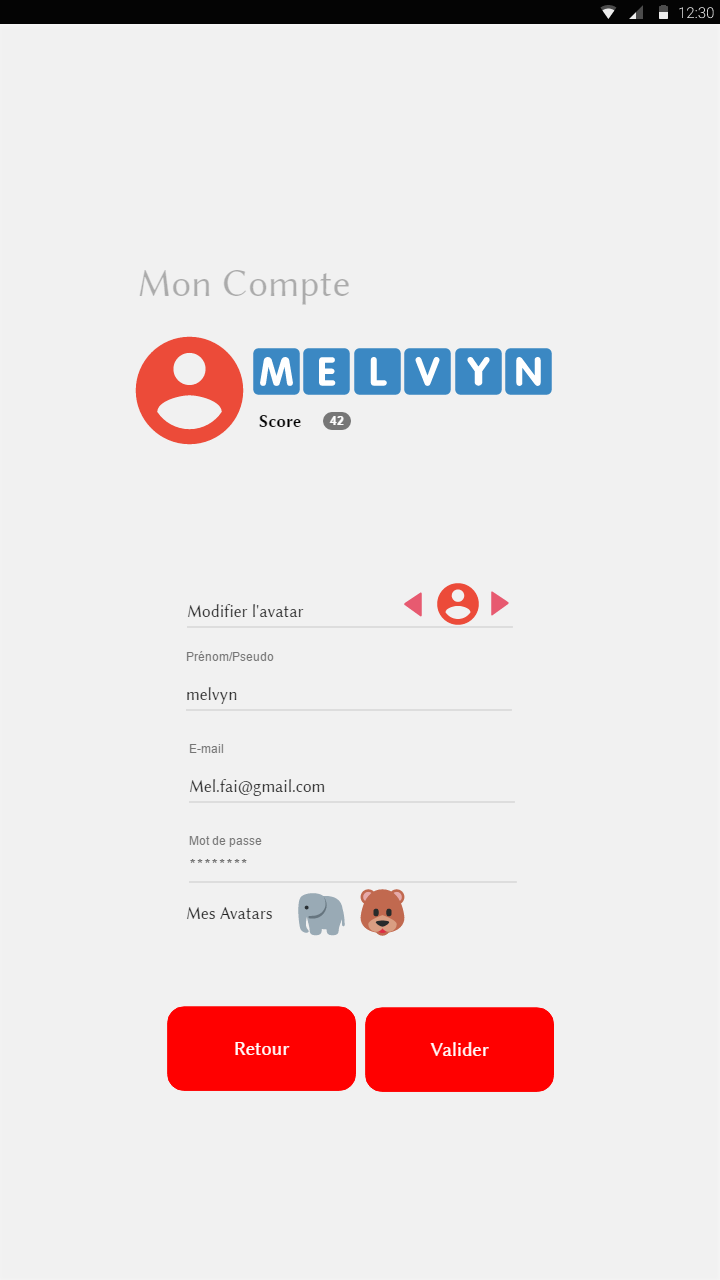 12:30
Mon Compte
MELVYN
Score 42
Modifier l'avatar
Prénom/Pseudo
melvyn
E-mail
Mel.fai@gmail.com
Mot de passe
********
Mes Avatars
Retour Valider